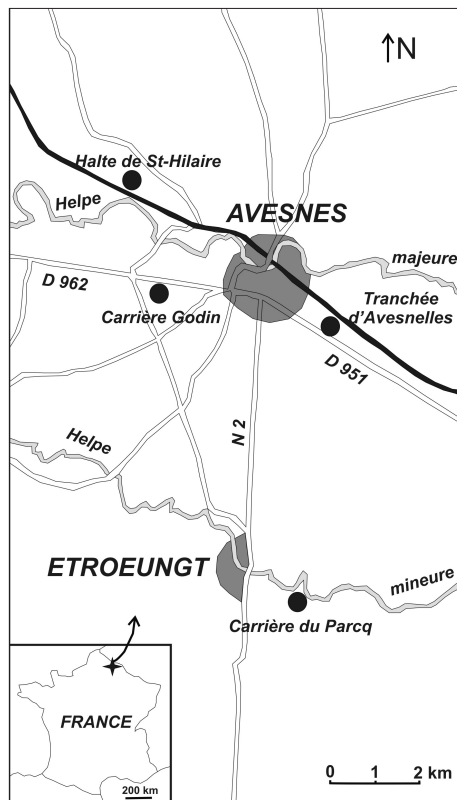 N
Halte de St-Hilaire
Helpe
AVESNES
majeure
D 962
Carrière Godin
Tranchée
d'Avesnelles
D 951
N 2
Helpe
ETROEUNGT
mineure
Carrière du Parcq
FRANCE
200 km
0 1 2 km